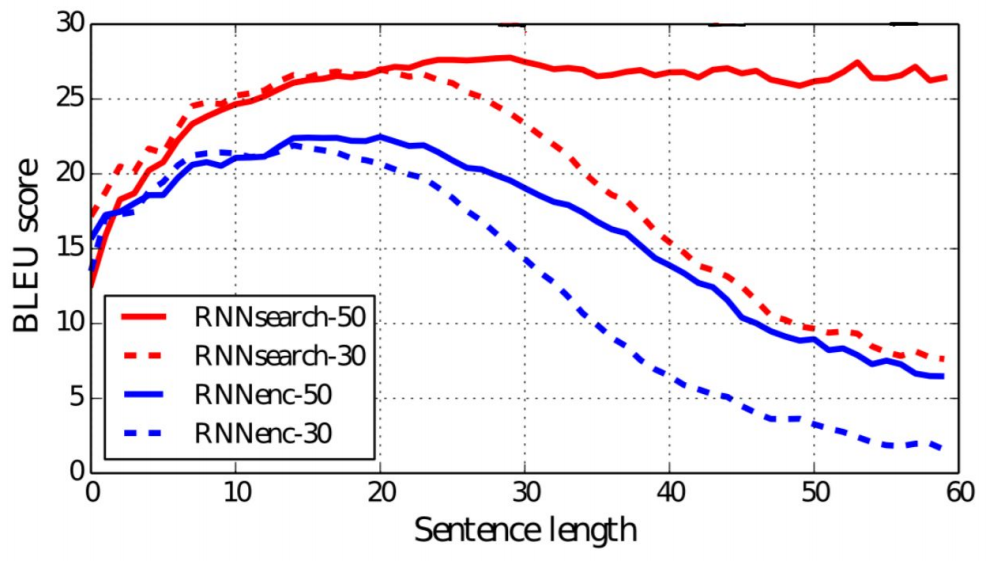 30
25
20
15
10
5
0
BLEU score
RNNsearch-50
RNNsearch-30
RNNenc-50
RNNenc-30
0 10 20 30 40 50 60
Sentence length